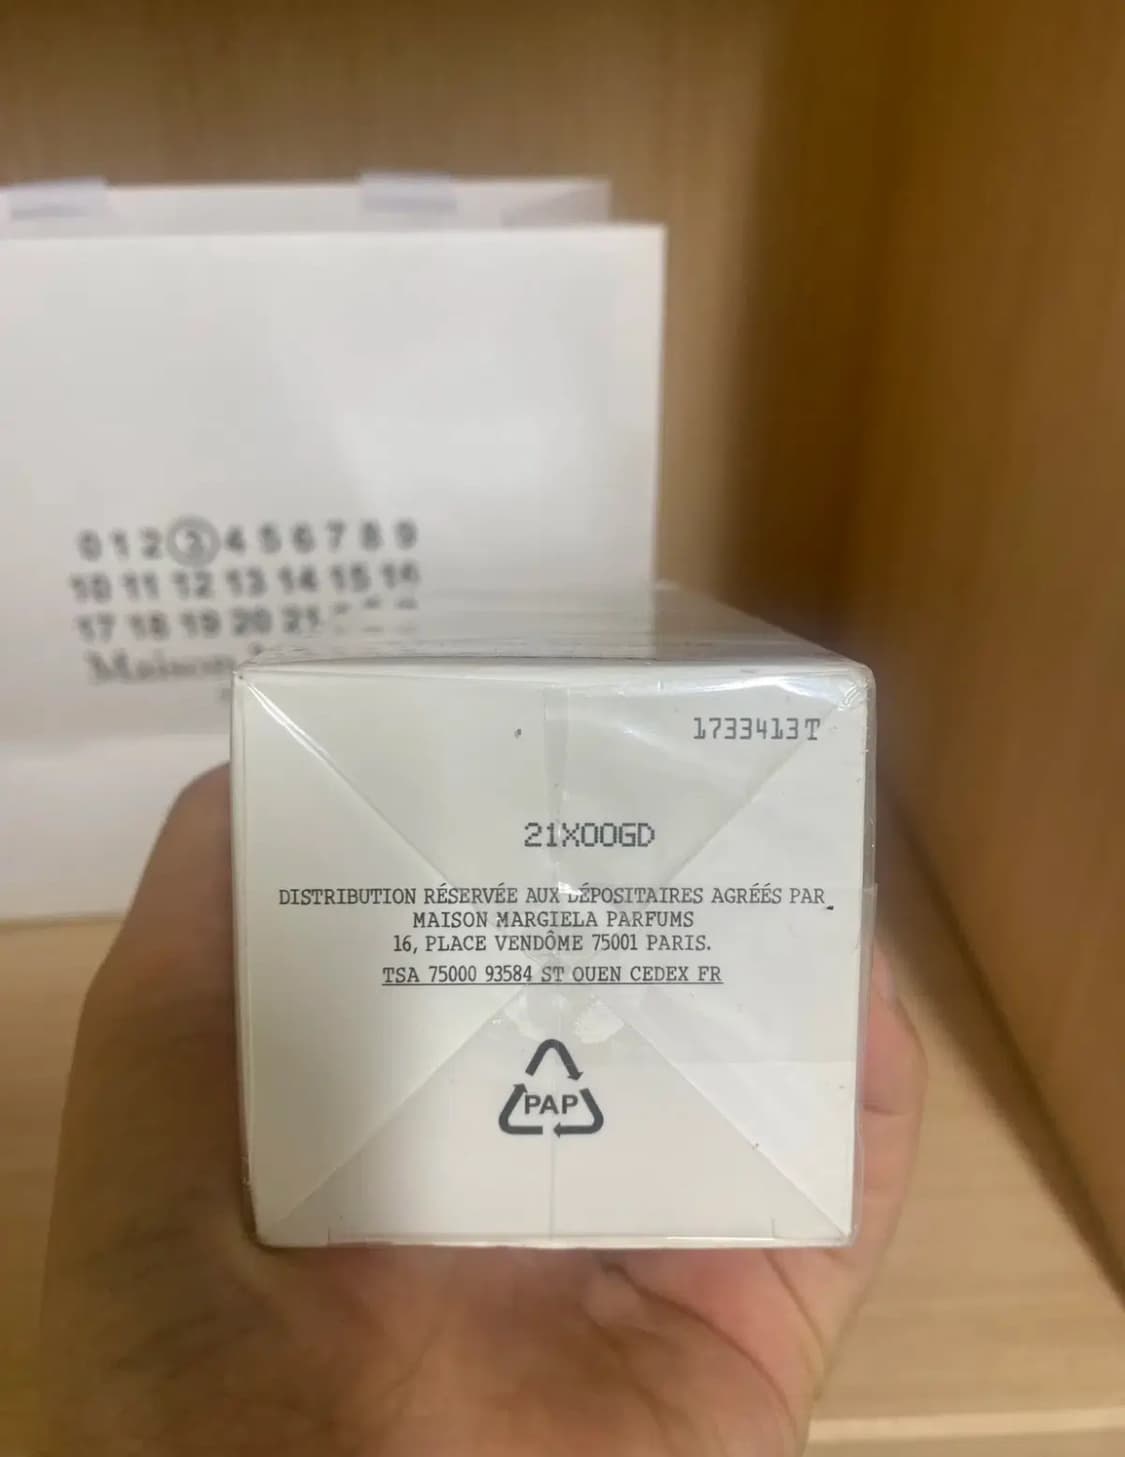 0 1 2 3 4 5 6 7 8 9
10 11 12 13 14 15 16
17 18 19 20 21
Maison
1733413T
21X00GD
DISTRIBUTION RÉSERVÉE AUX DÉPOSITAIRES AGRÉÉS PAR
MAISON MARGIELA PARFUMS
16, PLACE VENDÔME 75001 PARIS.
TSA 75000 93584 ST OUEN CEDEX FR
PAP